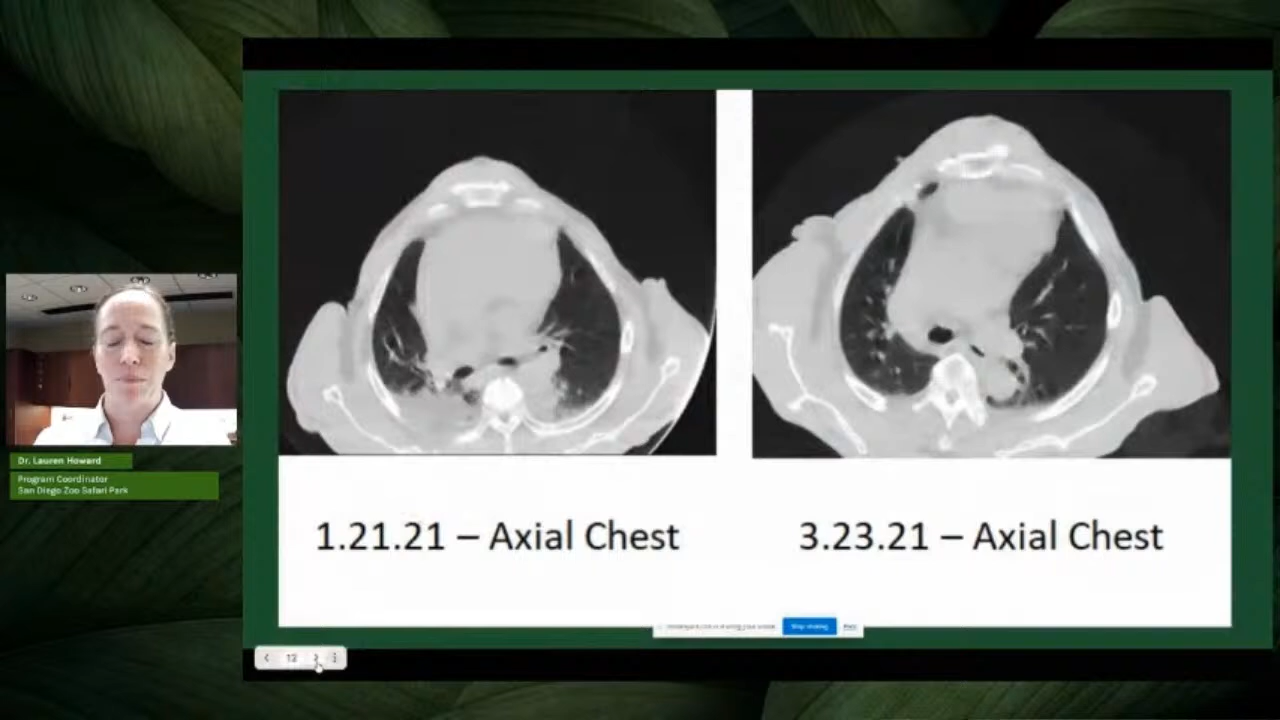 Dr. Lauren Howard
Program Coordinator
San Diego Zoo Safari Park
1.21.21 – Axial Chest
3.23.21 – Axial Chest
Stop sharing
12